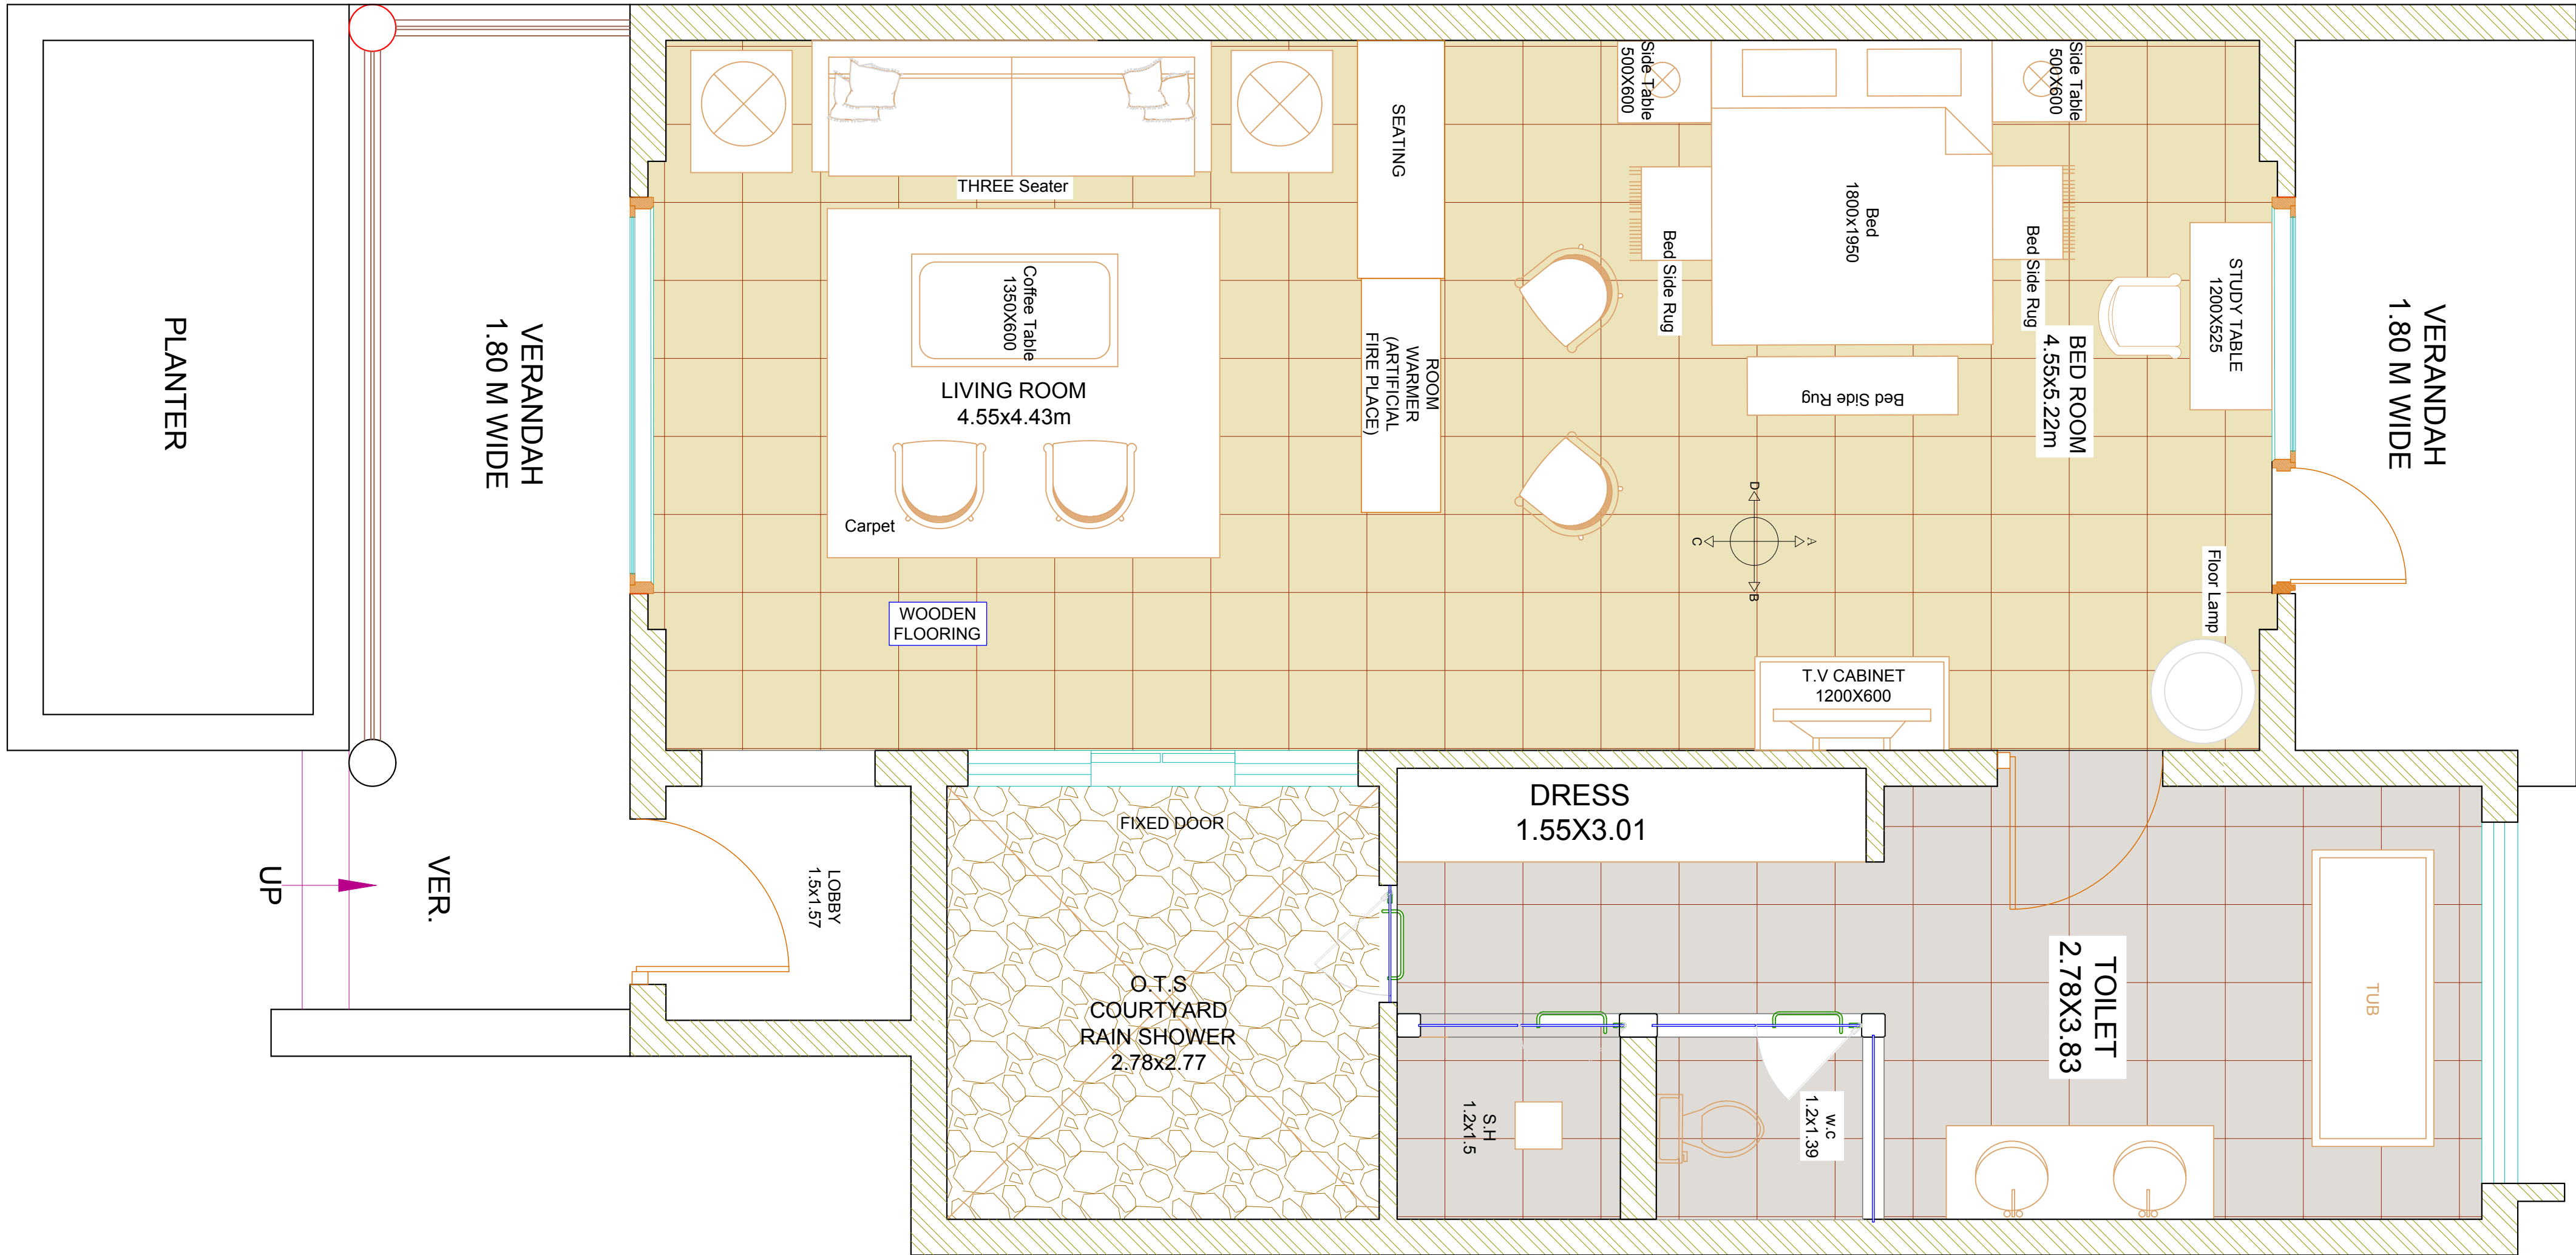 PLANTER
VERANDAH
1.80 M WIDE
UP
VER.
THREE Seater
Coffee Table
1350X600
LIVING ROOM
4.55x4.43m
Carpet
WOODEN
FLOORING
LOBBY
1.5x1.57
SEATING
ROOM
WARMER
(ARTIFICIAL
FIRE PLACE)
Side Table
500X600
Side Table
500X600
Bed
1800x1950
Bed Side Rug
Bed Side Rug
Bed Side Rug
BED ROOM
4.55x5.22m
STUDY TABLE
1200X525
VERANDAH
1.80 M WIDE
D
C
A
B
Floor Lamp
T.V CABINET
1200X600
FIXED DOOR
O.T.S
COURTYARD
RAIN SHOWER
2.78x2.77
DRESS
1.55X3.01
S.H
1.2x1.5
w.c
1.2x1.39
TOILET
2.78X3.83
TUB